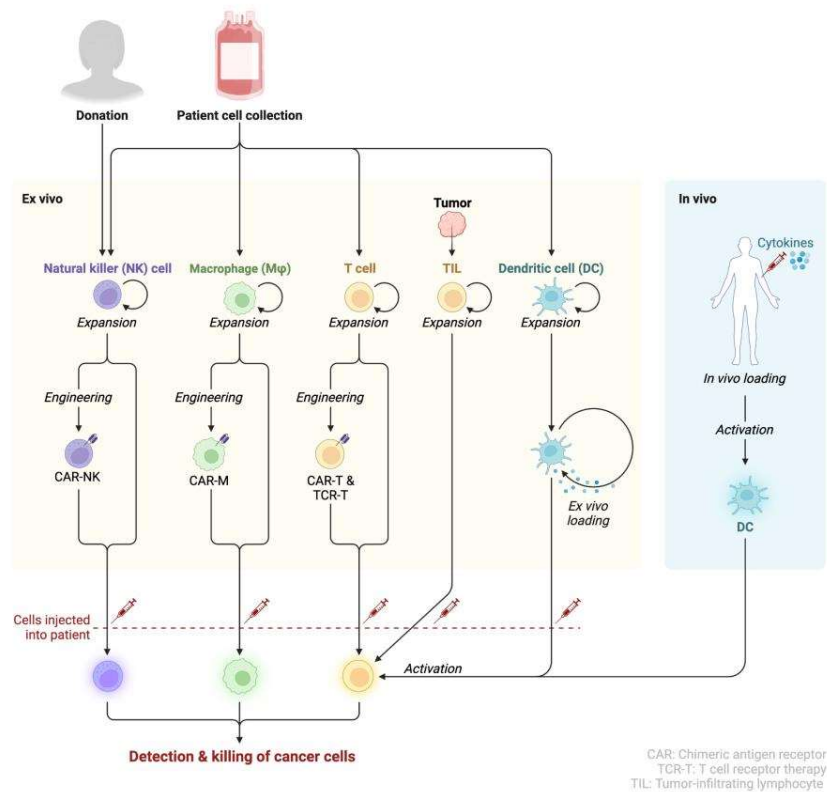 Donation
Patient cell collection
Ex vivo
In vivo
Tumor
Cytokines
Natural killer (NK) cell
Macrophage (Mφ)
T cell
TIL
Dendritic cell (DC)
Expansion
Expansion
Expansion
Expansion
Expansion
In vivo loading
Engineering
Engineering
Engineering
Activation
CAR-NK
CAR-M
CAR-T &
TCR-T
Ex vivo
loading
DC
Cells injected
into patient
Activation
Detection & killing of cancer cells
CAR: Chimeric antigen receptor
TCR-T: T cell receptor therapy
TIL: Tumor-infiltrating lymphocyte